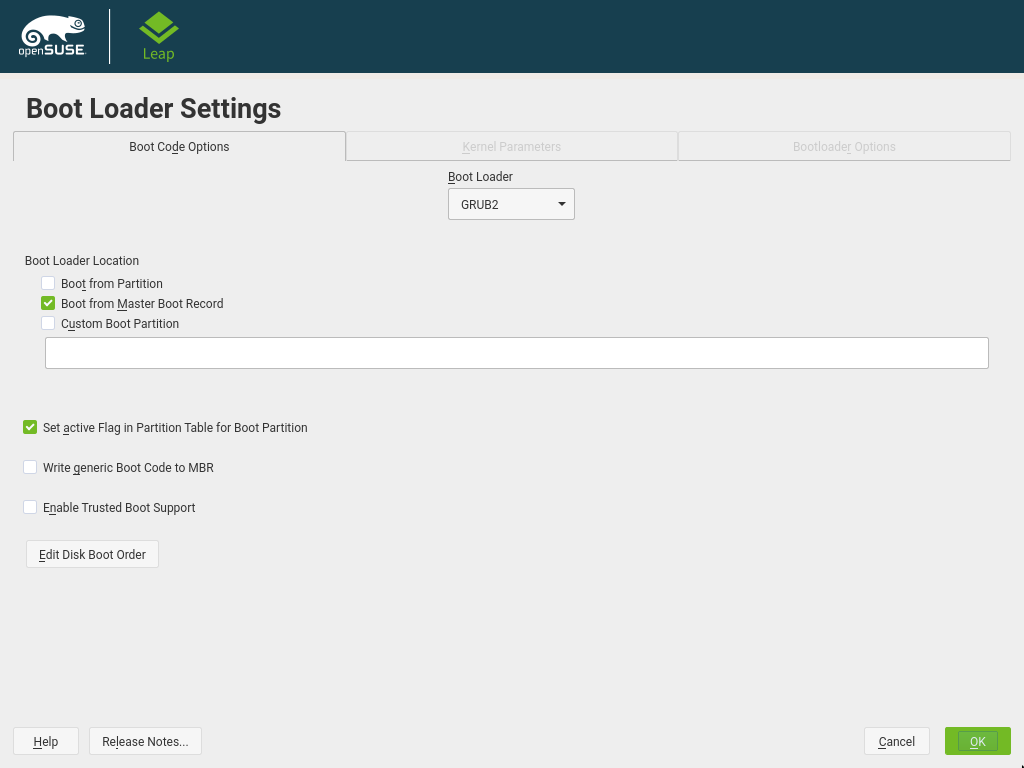 openSUSE
Leap
Boot Loader Settings
Boot Code Options
Kernel Parameters
Bootloader Options
Boot Loader
GRUB2
Boot Loader Location
Boot from Partition
Boot from Master Boot Record
Custom Boot Partition
Set active Flag in Partition Table for Boot Partition
Write generic Boot Code to MBR
Enable Trusted Boot Support
Edit Disk Boot Order
Help
Release Notes...
Cancel
OK